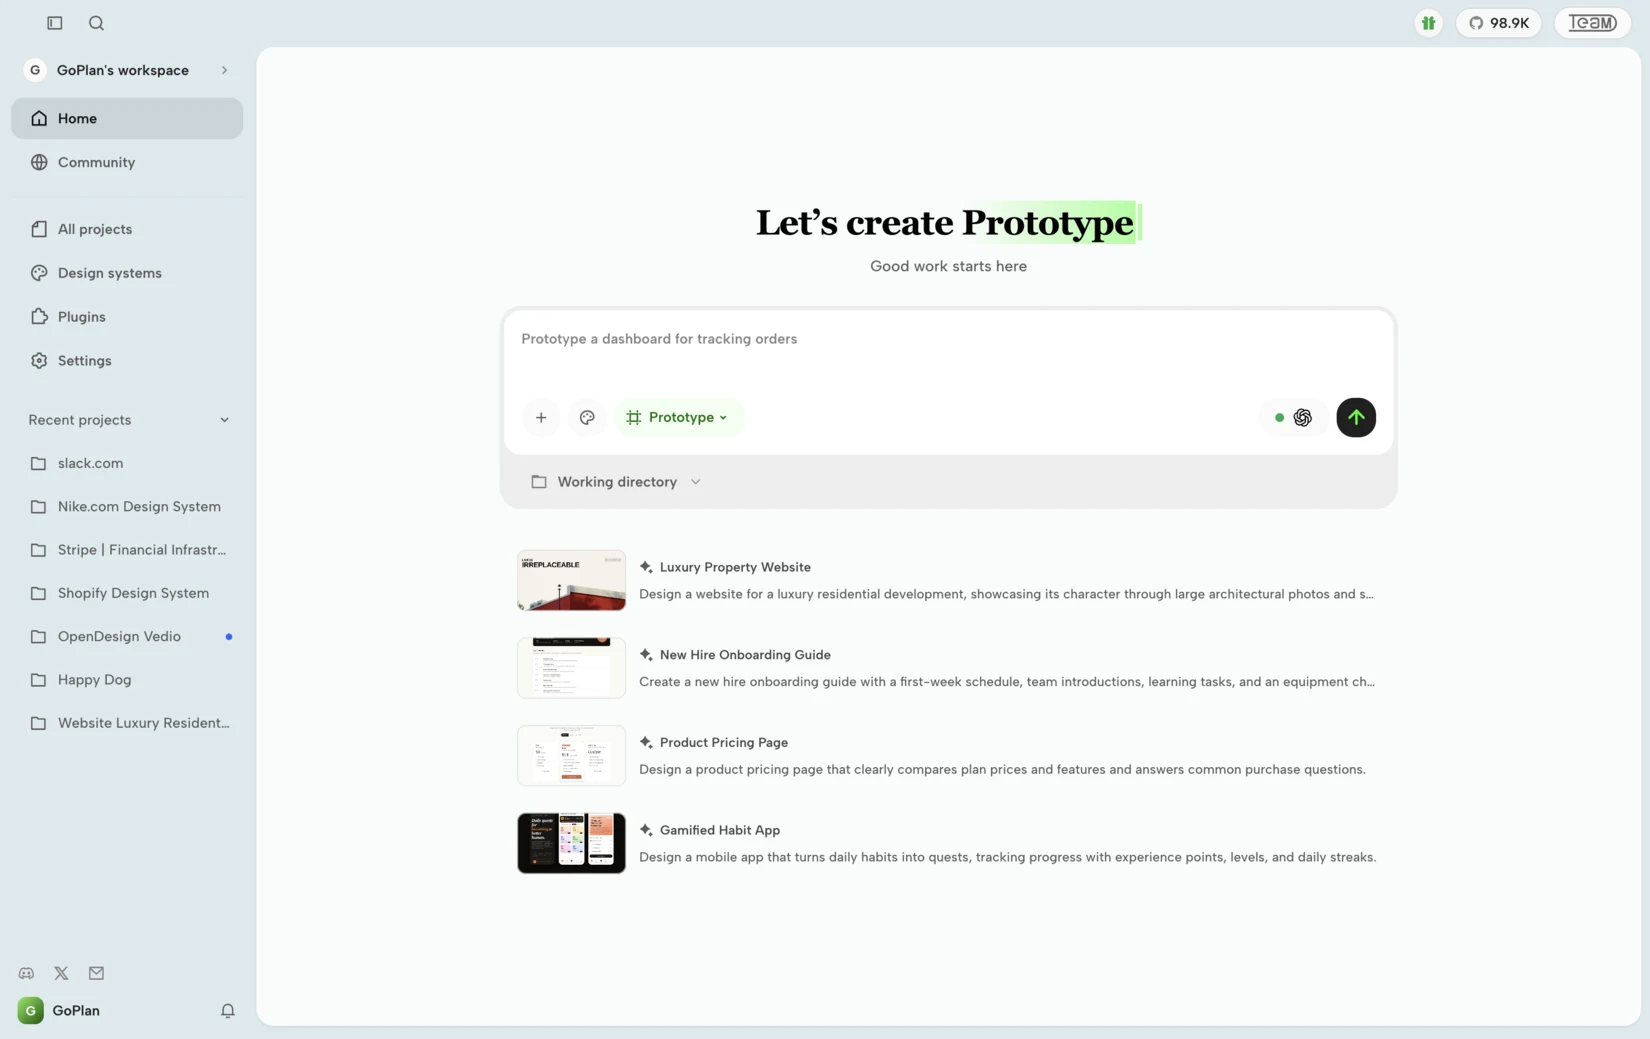 98.9K
TEAM
G
GoPlan's workspace
Home
Community
All projects
Design systems
Plugins
Settings
Recent projects
slack.com
Nike.com Design System
Stripe | Financial Infrastr...
Shopify Design System
OpenDesign Vedio
Happy Dog
Website Luxury Resident...
G
GoPlan
Let’s create Prototype
Good work starts here
Prototype a dashboard for tracking orders
Prototype
Working directory
IRREPLACEABLE
Luxury Property Website
Design a website for a luxury residential development, showcasing its character through large architectural photos and s...
New Hire Onboarding Guide
Create a new hire onboarding guide with a first-week schedule, team introductions, learning tasks, and an equipment ch...
Product Pricing Page
Design a product pricing page that clearly compares plan prices and features and answers common purchase questions.
Gamified Habit App
Design a mobile app that turns daily habits into quests, tracking progress with experience points, levels, and daily streaks.